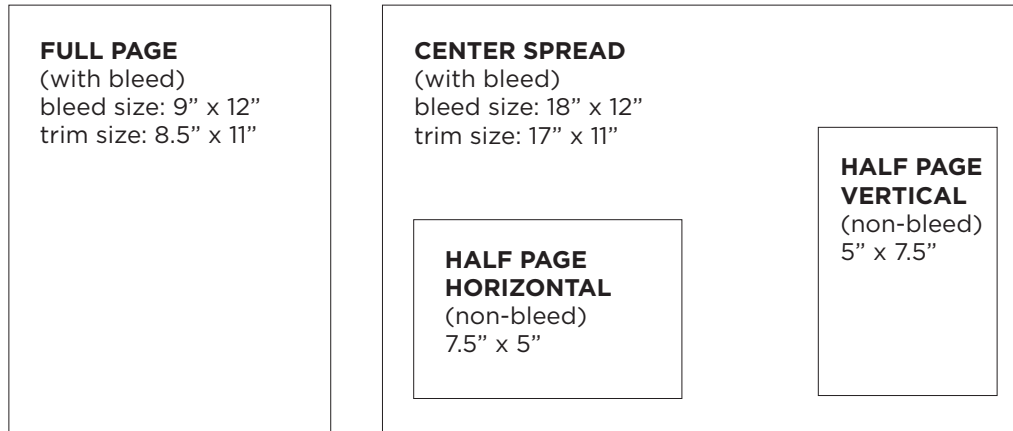 FULL PAGE
(with bleed)
bleed size: 9” x 12”
trim size: 8.5” x 11”
CENTER SPREAD
(with bleed)
bleed size: 18” x 12”
trim size: 17” x 11”
HALF PAGE
HORIZONTAL
(non-bleed)
7.5” x 5”
HALF PAGE
VERTICAL
(non-bleed)
5” x 7.5”